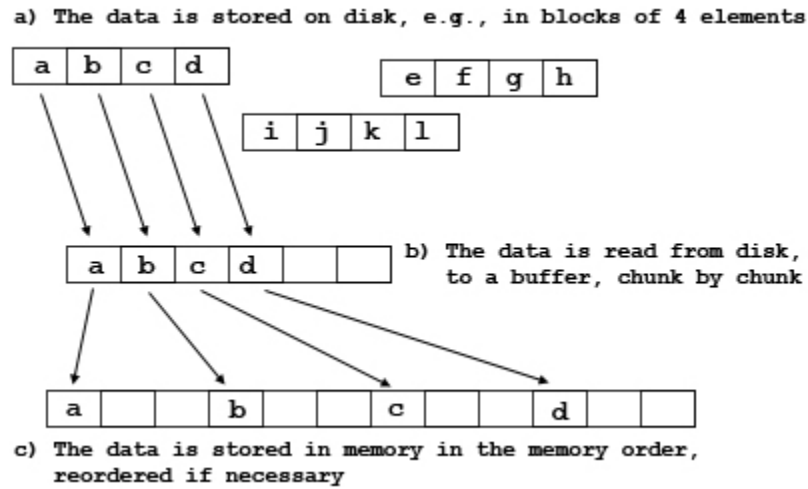 a) The data is stored on disk, e.g., in blocks of 4 elements
a b c d
e f g h
i j k l
a b c d
b) The data is read from disk,
to a buffer, chunk by chunk
a b c d
c) The data is stored in memory in the memory order,
reordered if necessary